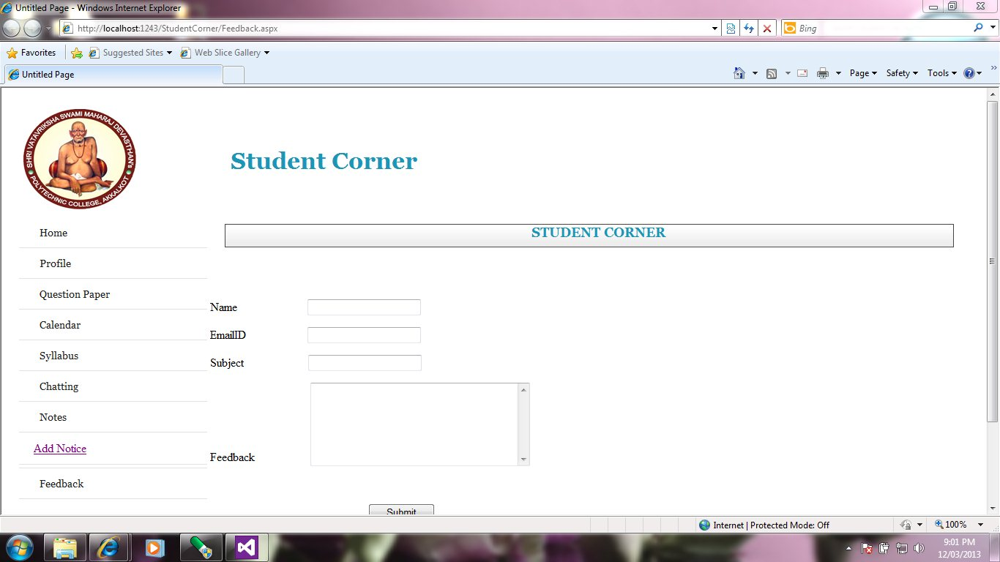 Untitled Page - Windows Internet Explorer
http://localhost:1243/StudentCorner/Feedback.aspx
Bing
Favorites
Suggested Sites
Web Slice Gallery
Untitled Page
Page
Safety
Tools
SHRI VATAVRIKSHA SWAMI MAHARAJ DEVASTHAN'S
POLYTECHNIC COLLEGE, AKKALKOT
Student Corner
STUDENT CORNER
Home
Profile
Question Paper
Calendar
Syllabus
Chatting
Notes
Add Notice
Feedback
Name
EmailID
Subject
Feedback
Submit
Internet | Protected Mode: Off
100%
9:01 PM
12/03/2013